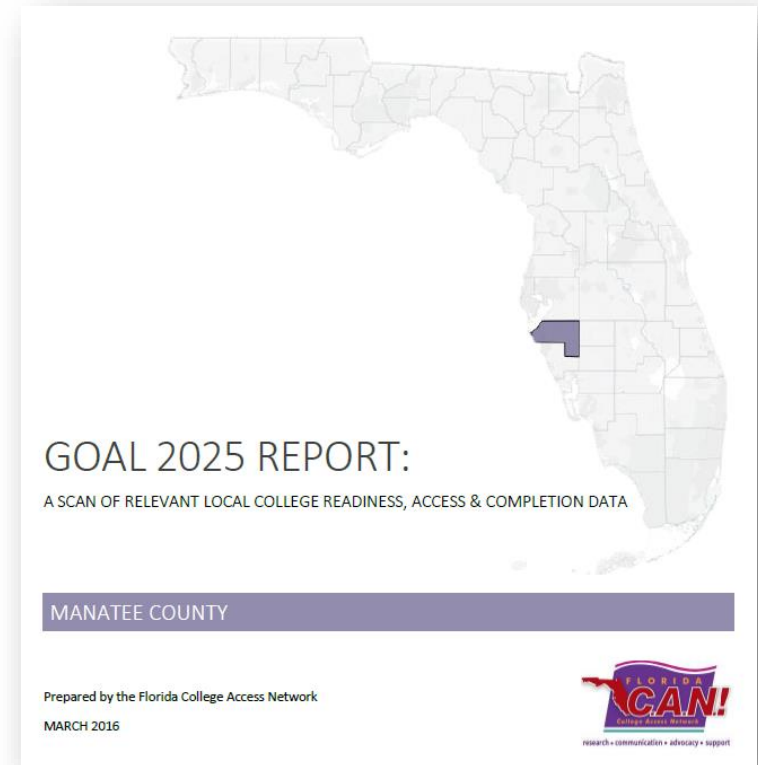 GOAL 2025 REPORT:
A SCAN OF RELEVANT LOCAL COLLEGE READINESS, ACCESS & COMPLETION DATA
MANATEE COUNTY
Prepared by the Florida College Access Network
MARCH 2016
FLORIDA
C.A.N.!
College Access Network
research • communication • advocacy • support